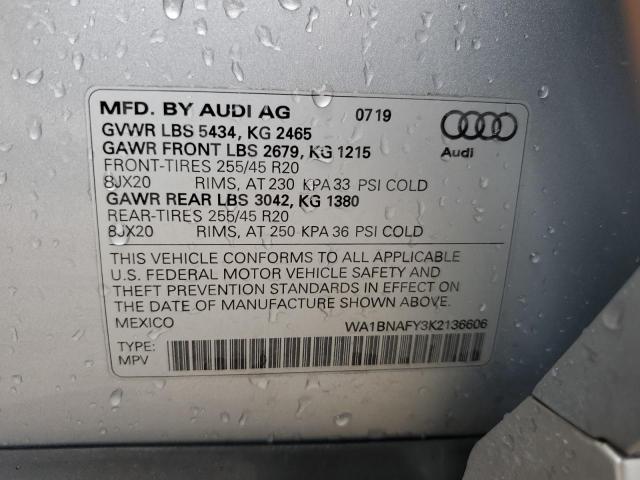 MFD. BY AUDI AG 0719
GVWR LBS 5434, KG 2465
GAWR FRONT LBS 2679, KG 1215
Audi
FRONT-TIRES 255/45 R20
8JX20 RIMS, AT 230 KPA 33 PSI COLD
GAWR REAR LBS 3042, KG 1380
REAR-TIRES 255/45 R20
8JX20 RIMS, AT 250 KPA 36 PSI COLD
THIS VEHICLE CONFORMS TO ALL APPLICABLE
U.S. FEDERAL MOTOR VEHICLE SAFETY AND
THEFT PREVENTION STANDARDS IN EFFECT ON
THE DATE OF MANUFACTURE SHOWN ABOVE.
MEXICO WA1BNAFY3K2136606
TYPE:
MPV